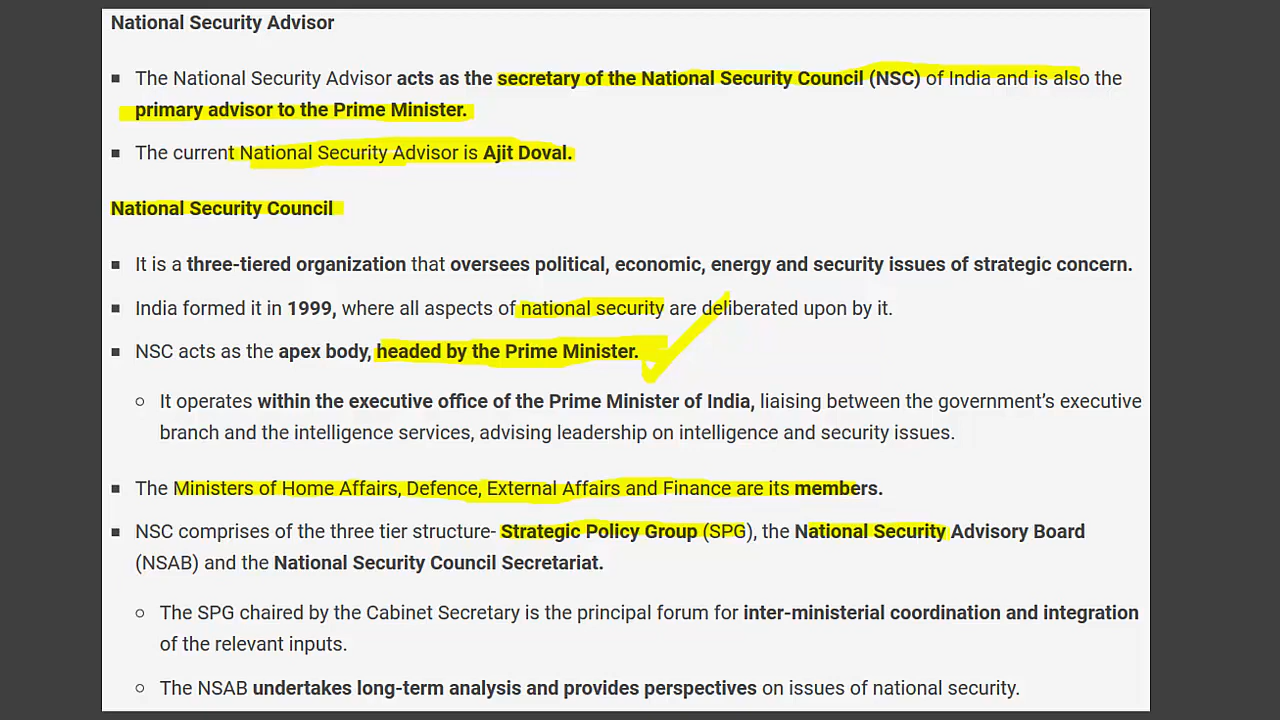 National Security Advisor
■ The National Security Advisor acts as the secretary of the National Security Council (NSC) of India and is also the
primary advisor to the Prime Minister.
■ The current National Security Advisor is Ajit Doval.
National Security Council
■ It is a three-tiered organization that oversees political, economic, energy and security issues of strategic concern.
■ India formed it in 1999, where all aspects of national security are deliberated upon by it.
■ NSC acts as the apex body, headed by the Prime Minister.
○ It operates within the executive office of the Prime Minister of India, liaising between the government’s executive
branch and the intelligence services, advising leadership on intelligence and security issues.
■ The Ministers of Home Affairs, Defence, External Affairs and Finance are its members.
■ NSC comprises of the three tier structure- Strategic Policy Group (SPG), the National Security Advisory Board
(NSAB) and the National Security Council Secretariat.
○ The SPG chaired by the Cabinet Secretary is the principal forum for inter-ministerial coordination and integration
of the relevant inputs.
○ The NSAB undertakes long-term analysis and provides perspectives on issues of national security.